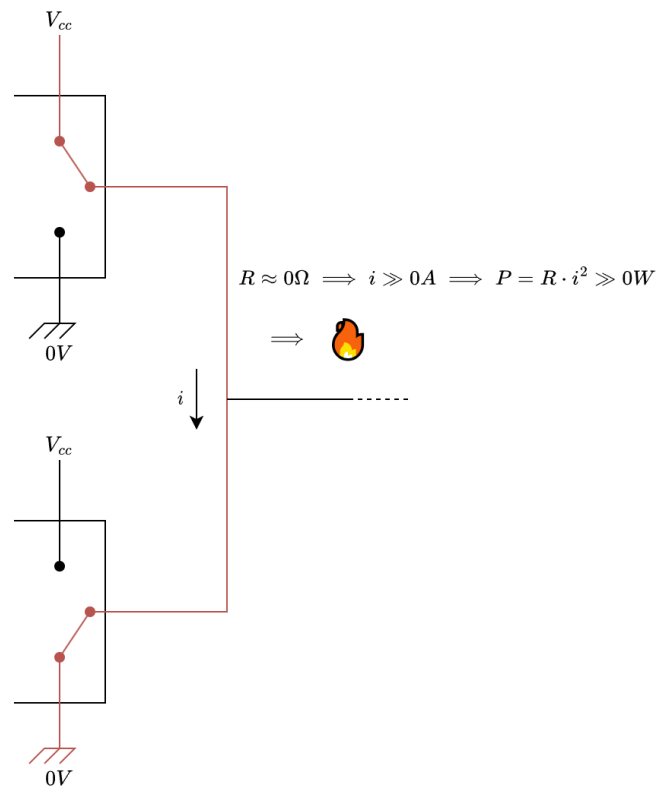 V_cc
R ≈ 0Ω ⟹ i ≫ 0A ⟹ P = R · i² ≫ 0W
⟹
0V
i
V_cc
0V